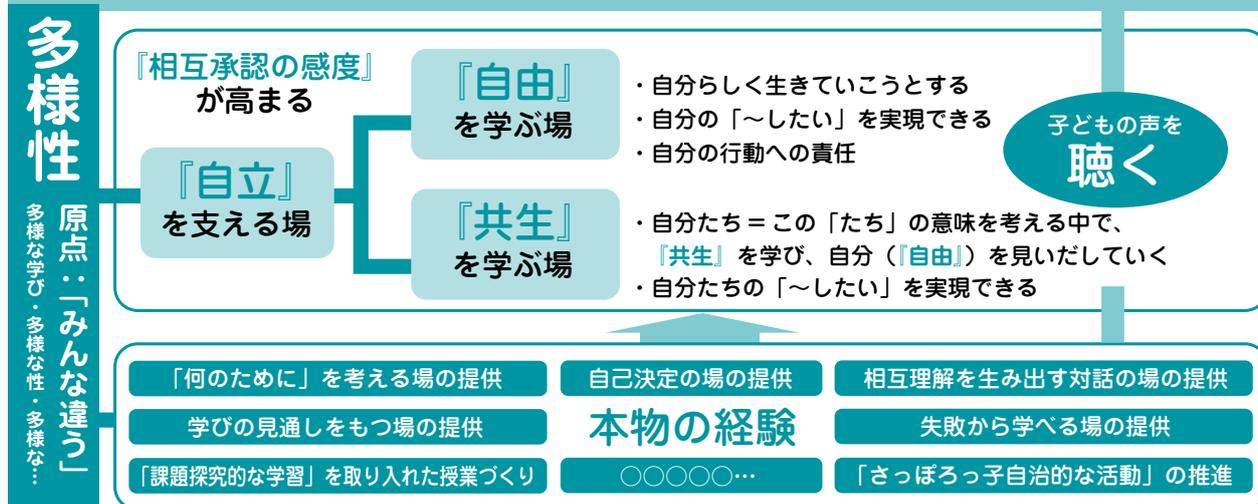 多様性
原点：「みんな違う」
多様な学び・多様な性・多様な…
『相互承認の感度』
が高まる
『自立』
を支える場
『自由』
を学ぶ場
・自分らしく生きていこうとする
・自分の「～したい」を実現できる
・自分の行動への責任
『共生』
を学ぶ場
・自分たち＝この「たち」の意味を考える中で、
『共生』を学び、自分（『自由』）を見いだしていく
・自分たちの「～したい」を実現できる
子どもの声を
聴く
「何のために」を考える場の提供
自己決定の場の提供
相互理解を生み出す対話の場の提供
学びの見通しをもつ場の提供
本物の経験
失敗から学べる場の提供
「課題探究的な学習」を取り入れた授業づくり
○○○○○…
「さっぽろっ子自治的な活動」の推進